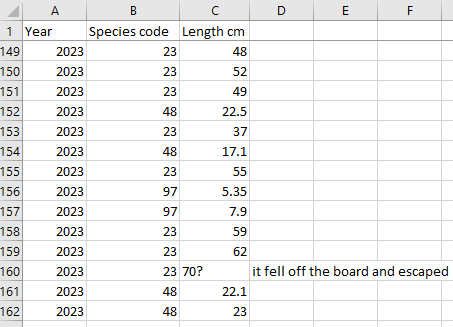 A B C D E F
1 Year Species code Length cm
149 2023 23 48
150 2023 23 52
151 2023 23 49
152 2023 48 22.5
153 2023 23 37
154 2023 48 17.1
155 2023 23 55
156 2023 97 5.35
157 2023 97 7.9
158 2023 23 59
159 2023 23 62
160 2023 23 70? it fell off the board and escaped
161 2023 48 22.1
162 2023 48 23